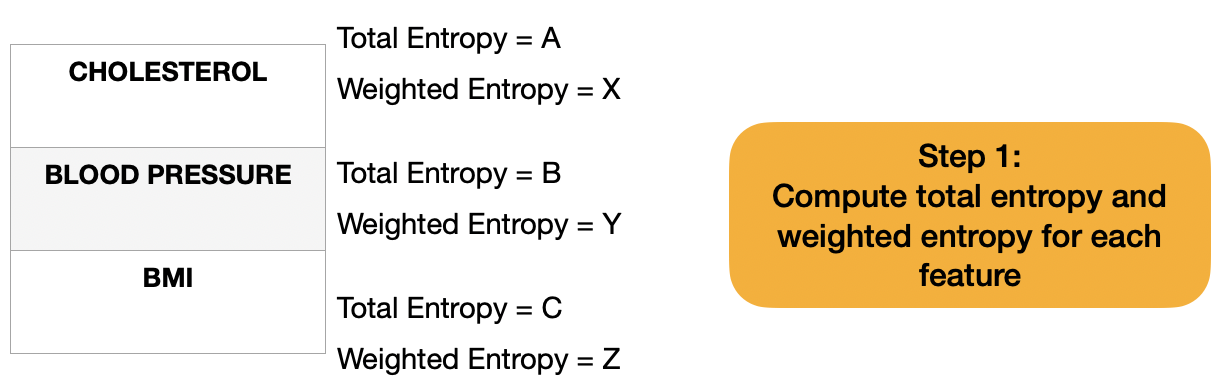 CHOLESTEROL
Total Entropy = A
Weighted Entropy = X
BLOOD PRESSURE
Total Entropy = B
Weighted Entropy = Y
BMI
Total Entropy = C
Weighted Entropy = Z
Step 1:
Compute total entropy and
weighted entropy for each
feature